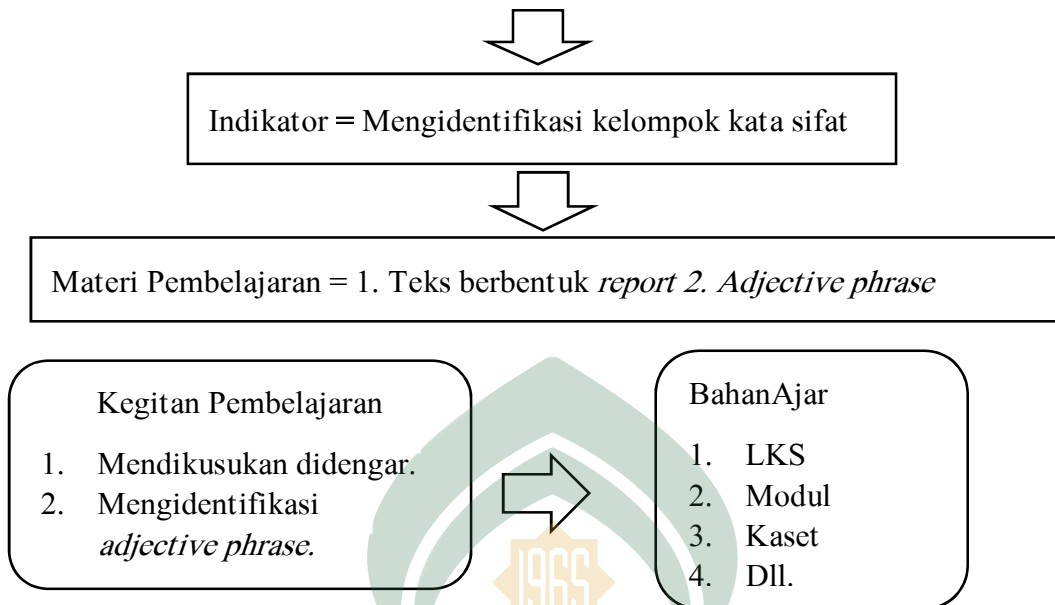 Indikator = Mengidentifikasi kelompok kata sifat
Materi Pembelajaran = 1. Teks berbentuk report 2. Adjective phrase
Kegitan Pembelajaran
1. Mendikusukan didengar.
2. Mengidentifikasi
adjective phrase.
BahanAjar
1. LKS
2. Modul
3. Kaset
4. Dll.
1965